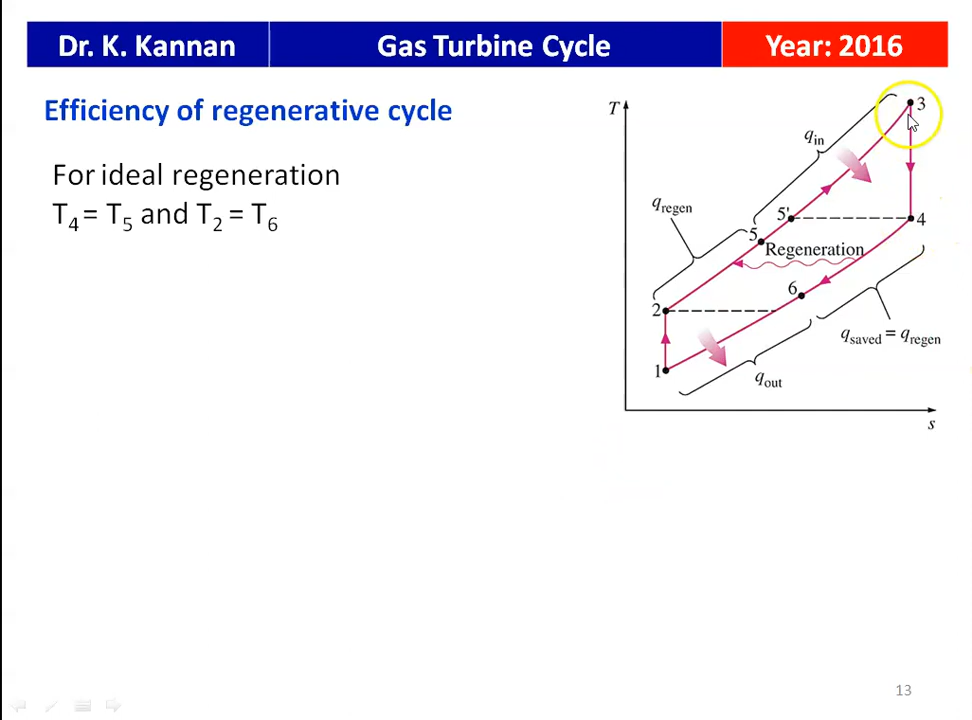 Dr. K. Kannan
Gas Turbine Cycle
Year: 2016
Efficiency of regenerative cycle
For ideal regeneration
T4 = T5 and T2 = T6
T
3
qin
qregen
5'
4
5
Regeneration
6
2
qsaved = qregen
1
qout
s
13